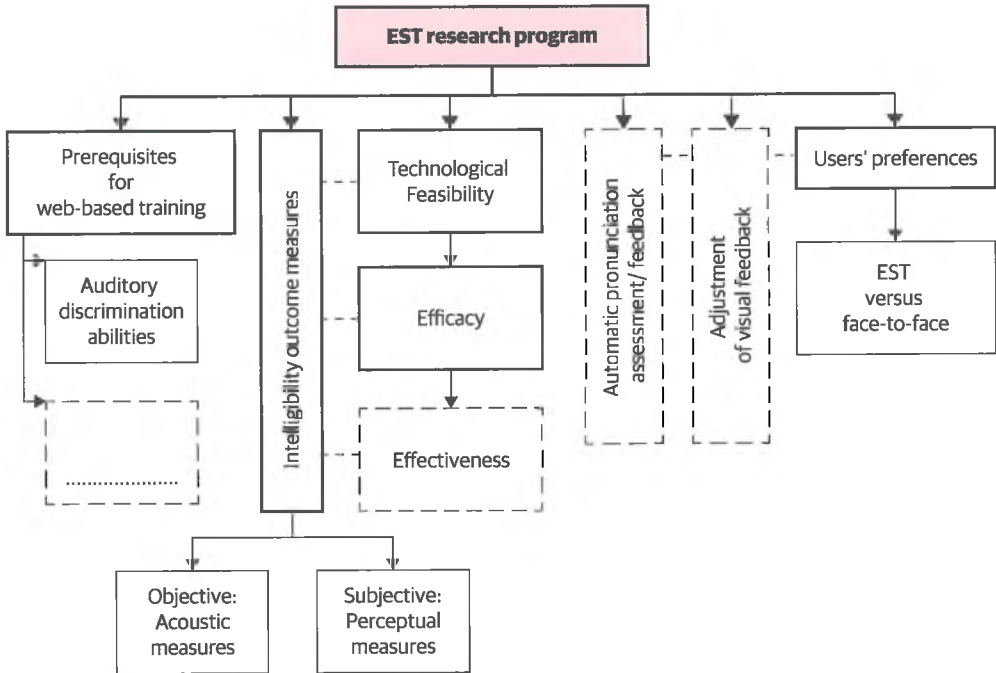 EST research program
Prerequisites
for
web-based training
Auditory
discrimination
abilities
......................
Intelligibility outcome measures
Technological
Feasibility
Efficacy
Effectiveness
Automatic pronunciation
assessment/ feedback
Adjustment
of visual feedback
Users' preferences
EST
versus
face-to-face
Objective:
Acoustic
measures
Subjective:
Perceptual
measures